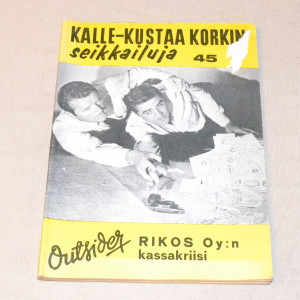 KALLE-KUSTAA KORKIN
seikkailuja 45
Outsider
RIKOS Oy:n
kassakriisi